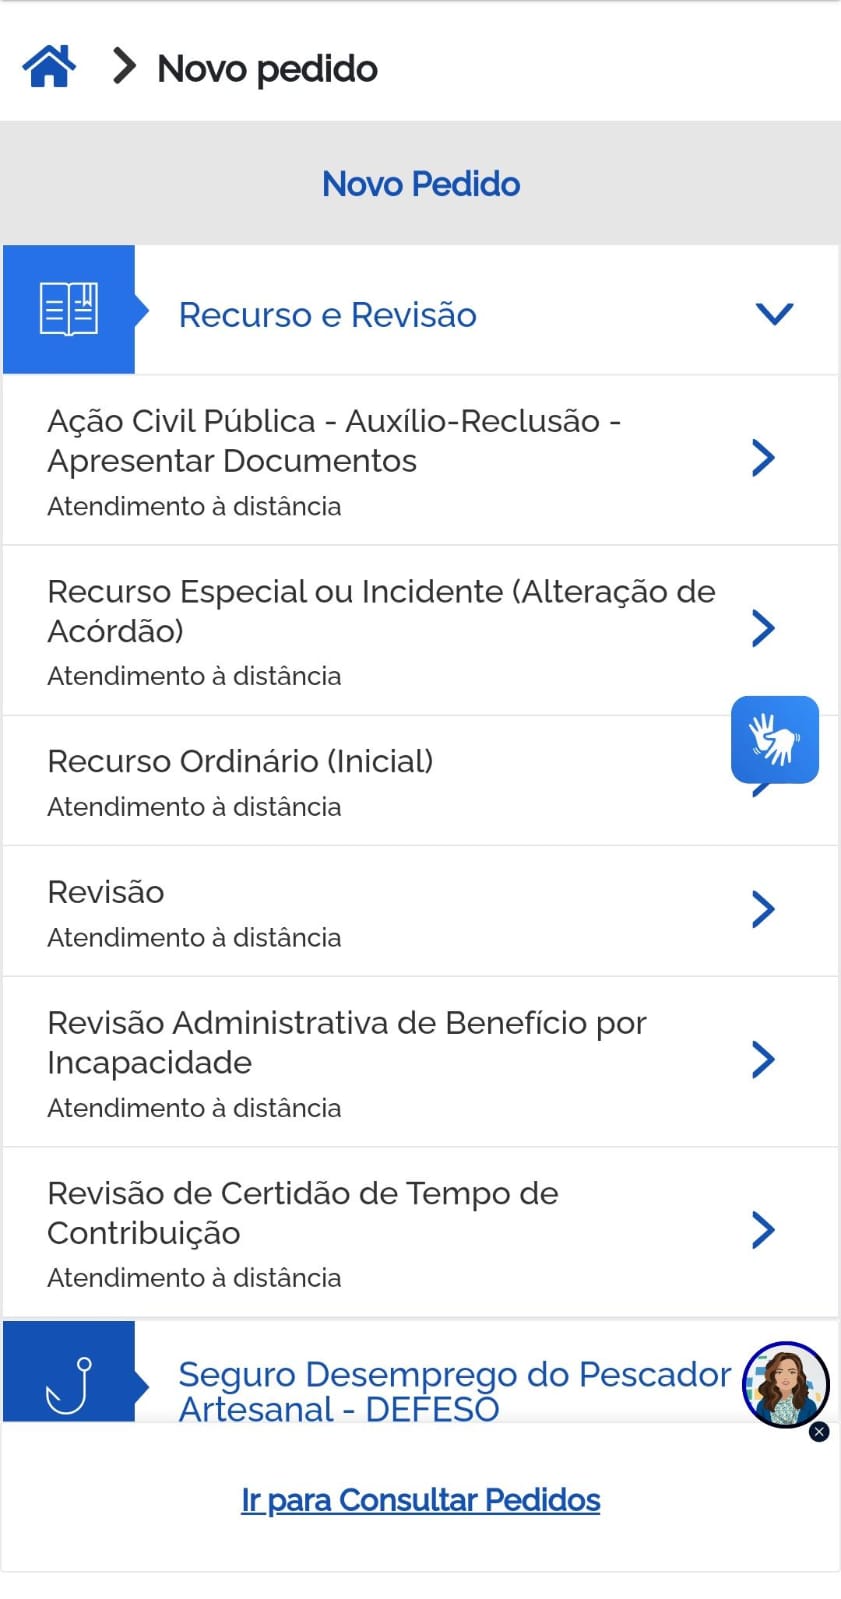 Novo pedido
Novo Pedido
Recurso e Revisão
Ação Civil Pública - Auxílio-Reclusão -
Apresentar Documentos
Atendimento à distância
Recurso Especial ou Incidente (Alteração de
Acórdão)
Atendimento à distância
Recurso Ordinário (Inicial)
Atendimento à distância
Revisão
Atendimento à distância
Revisão Administrativa de Benefício por
Incapacidade
Atendimento à distância
Revisão de Certidão de Tempo de
Contribuição
Atendimento à distância
Seguro Desemprego do Pescador
Artesanal - DEFESO
Ir para Consultar Pedidos